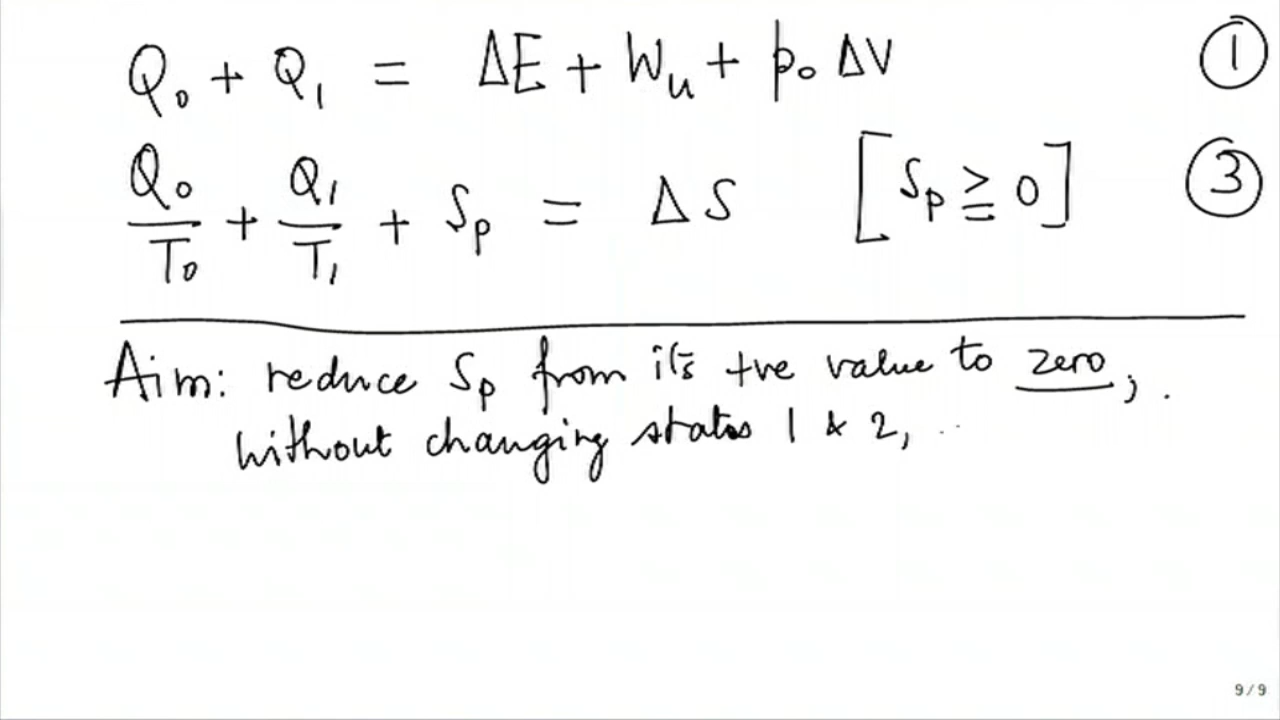 Q₀ + Q₁ = ΔE + Wᵤ + p₀ ΔV ①
Q₀/T₀ + Q₁/T₁ + Sₚ = ΔS [Sₚ ≧ 0] ③
Aim: reduce Sₚ from it's +ve value to zero; .
without changing states 1 & 2, ..
9/9